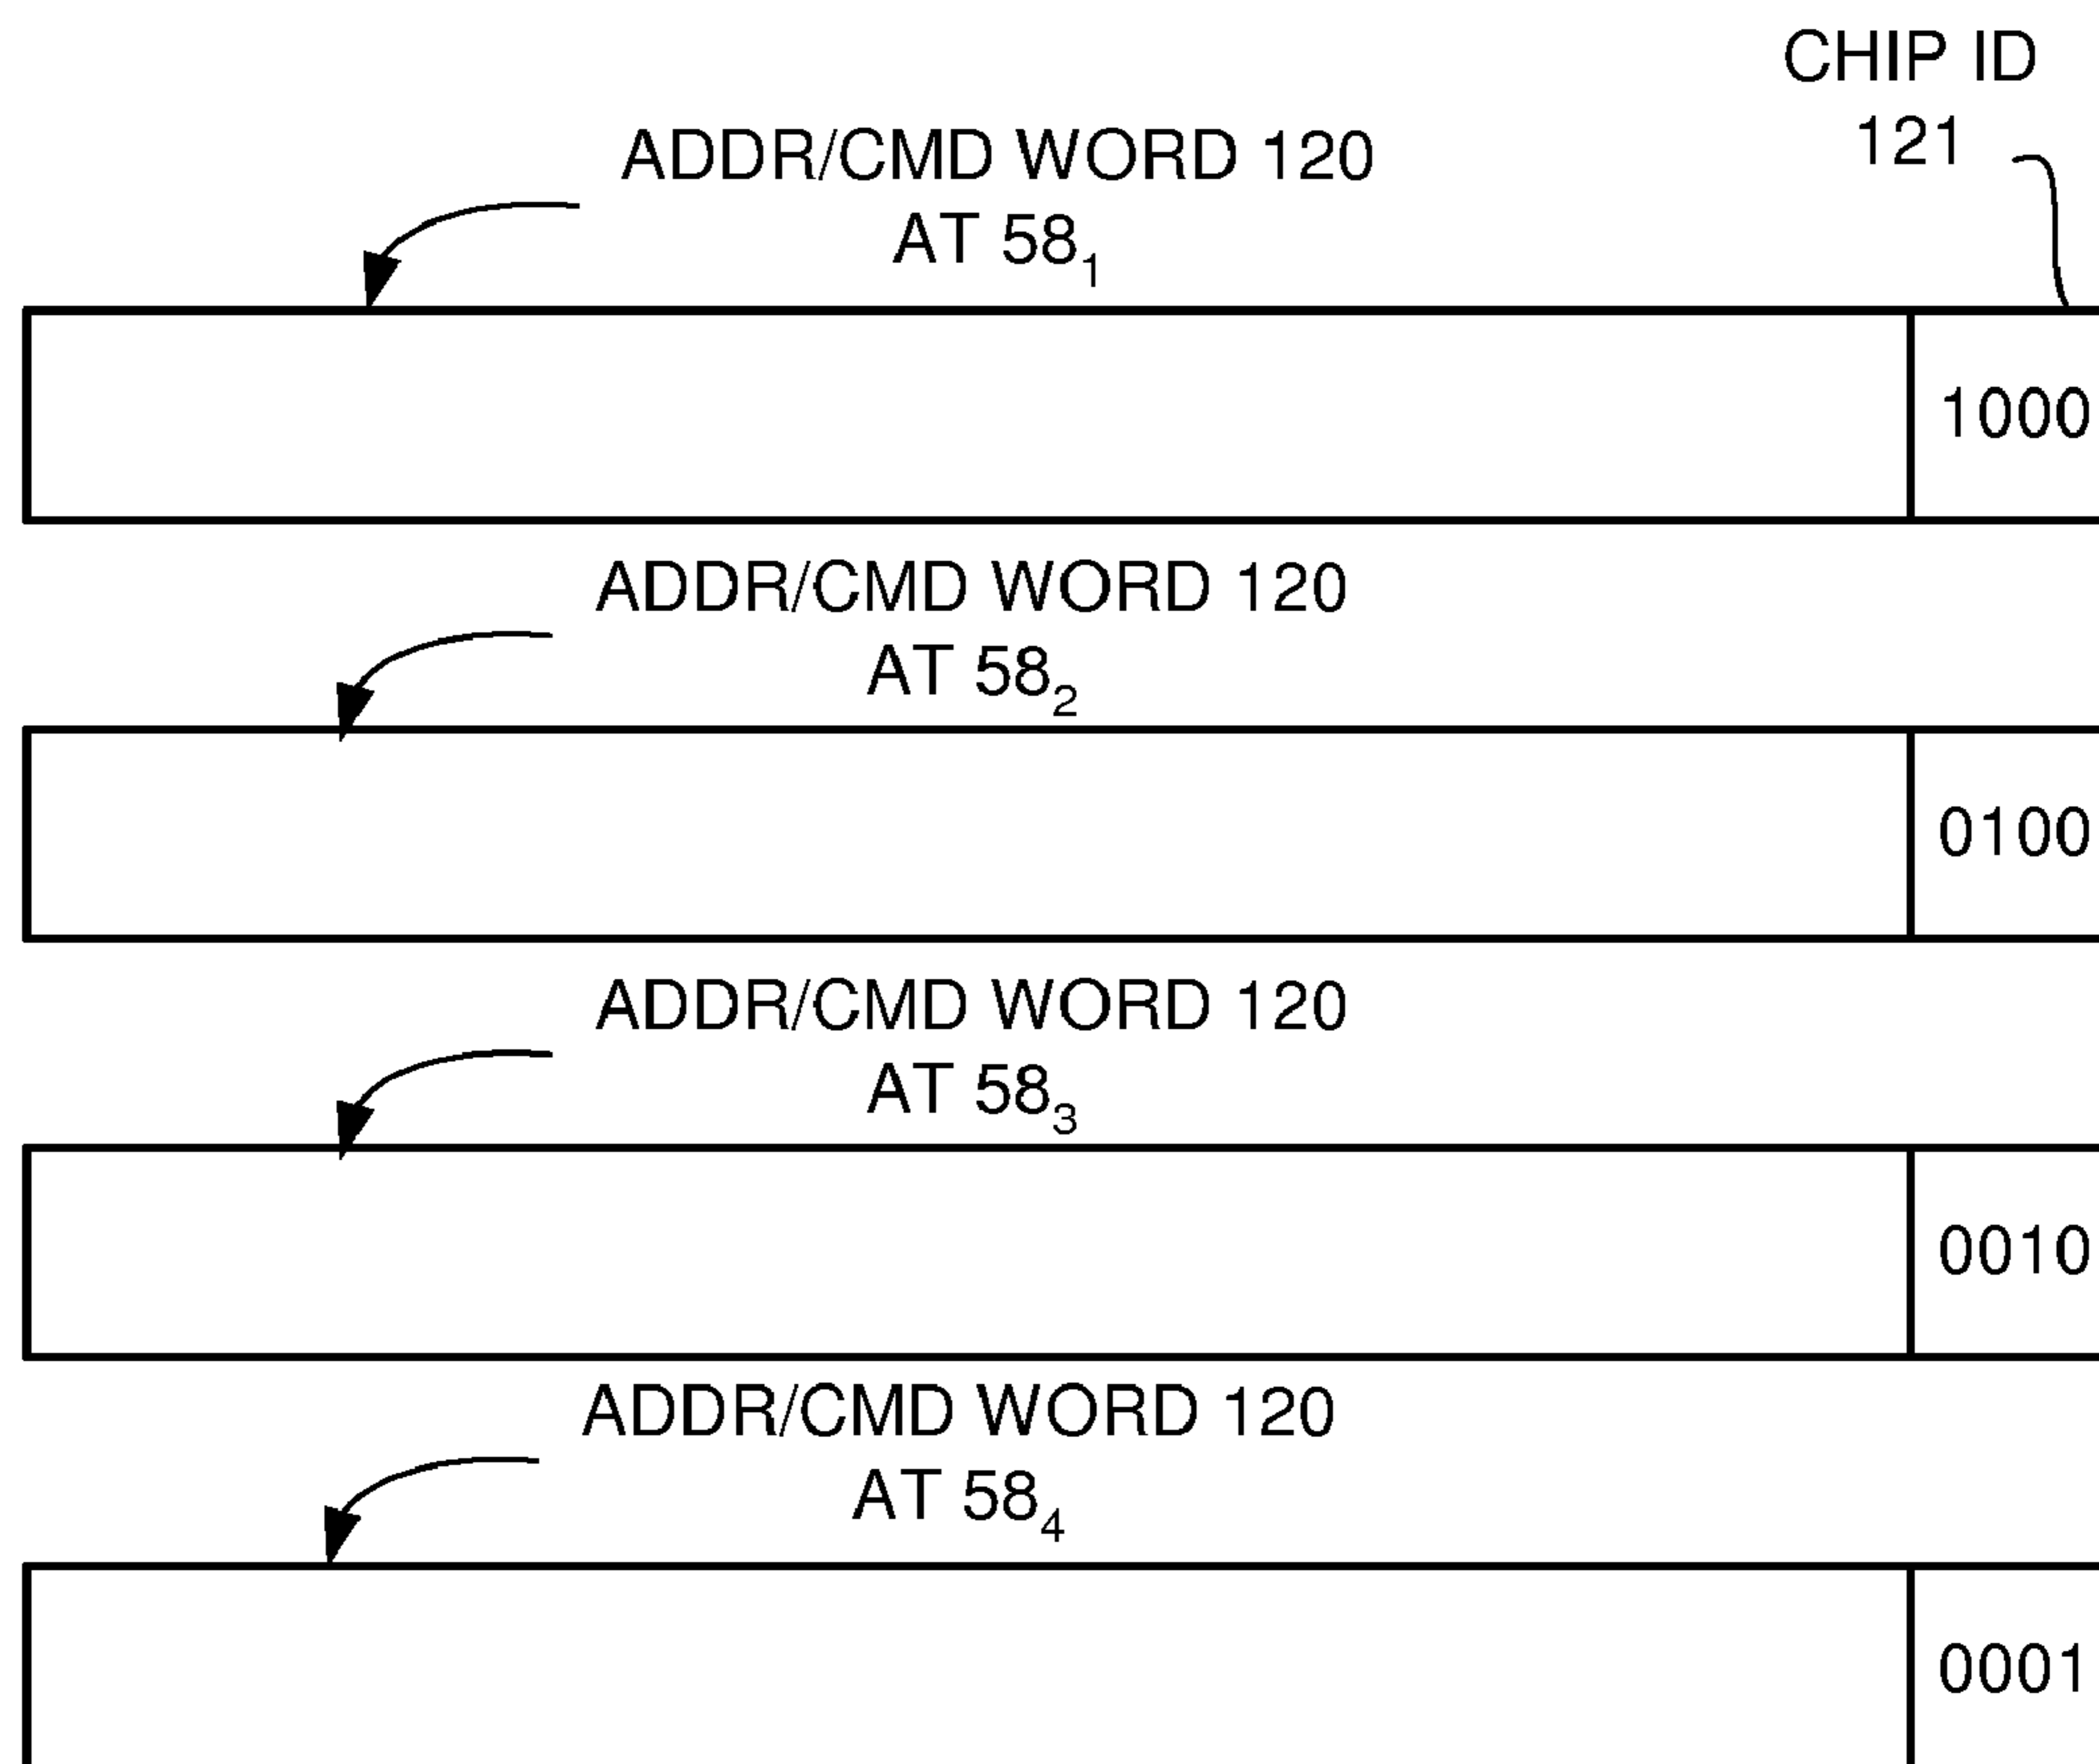 CHIP ID
121
ADDR/CMD WORD 120
AT 58₁
1000
ADDR/CMD WORD 120
AT 58₂
0100
ADDR/CMD WORD 120
AT 58₃
0010
ADDR/CMD WORD 120
AT 58₄
0001